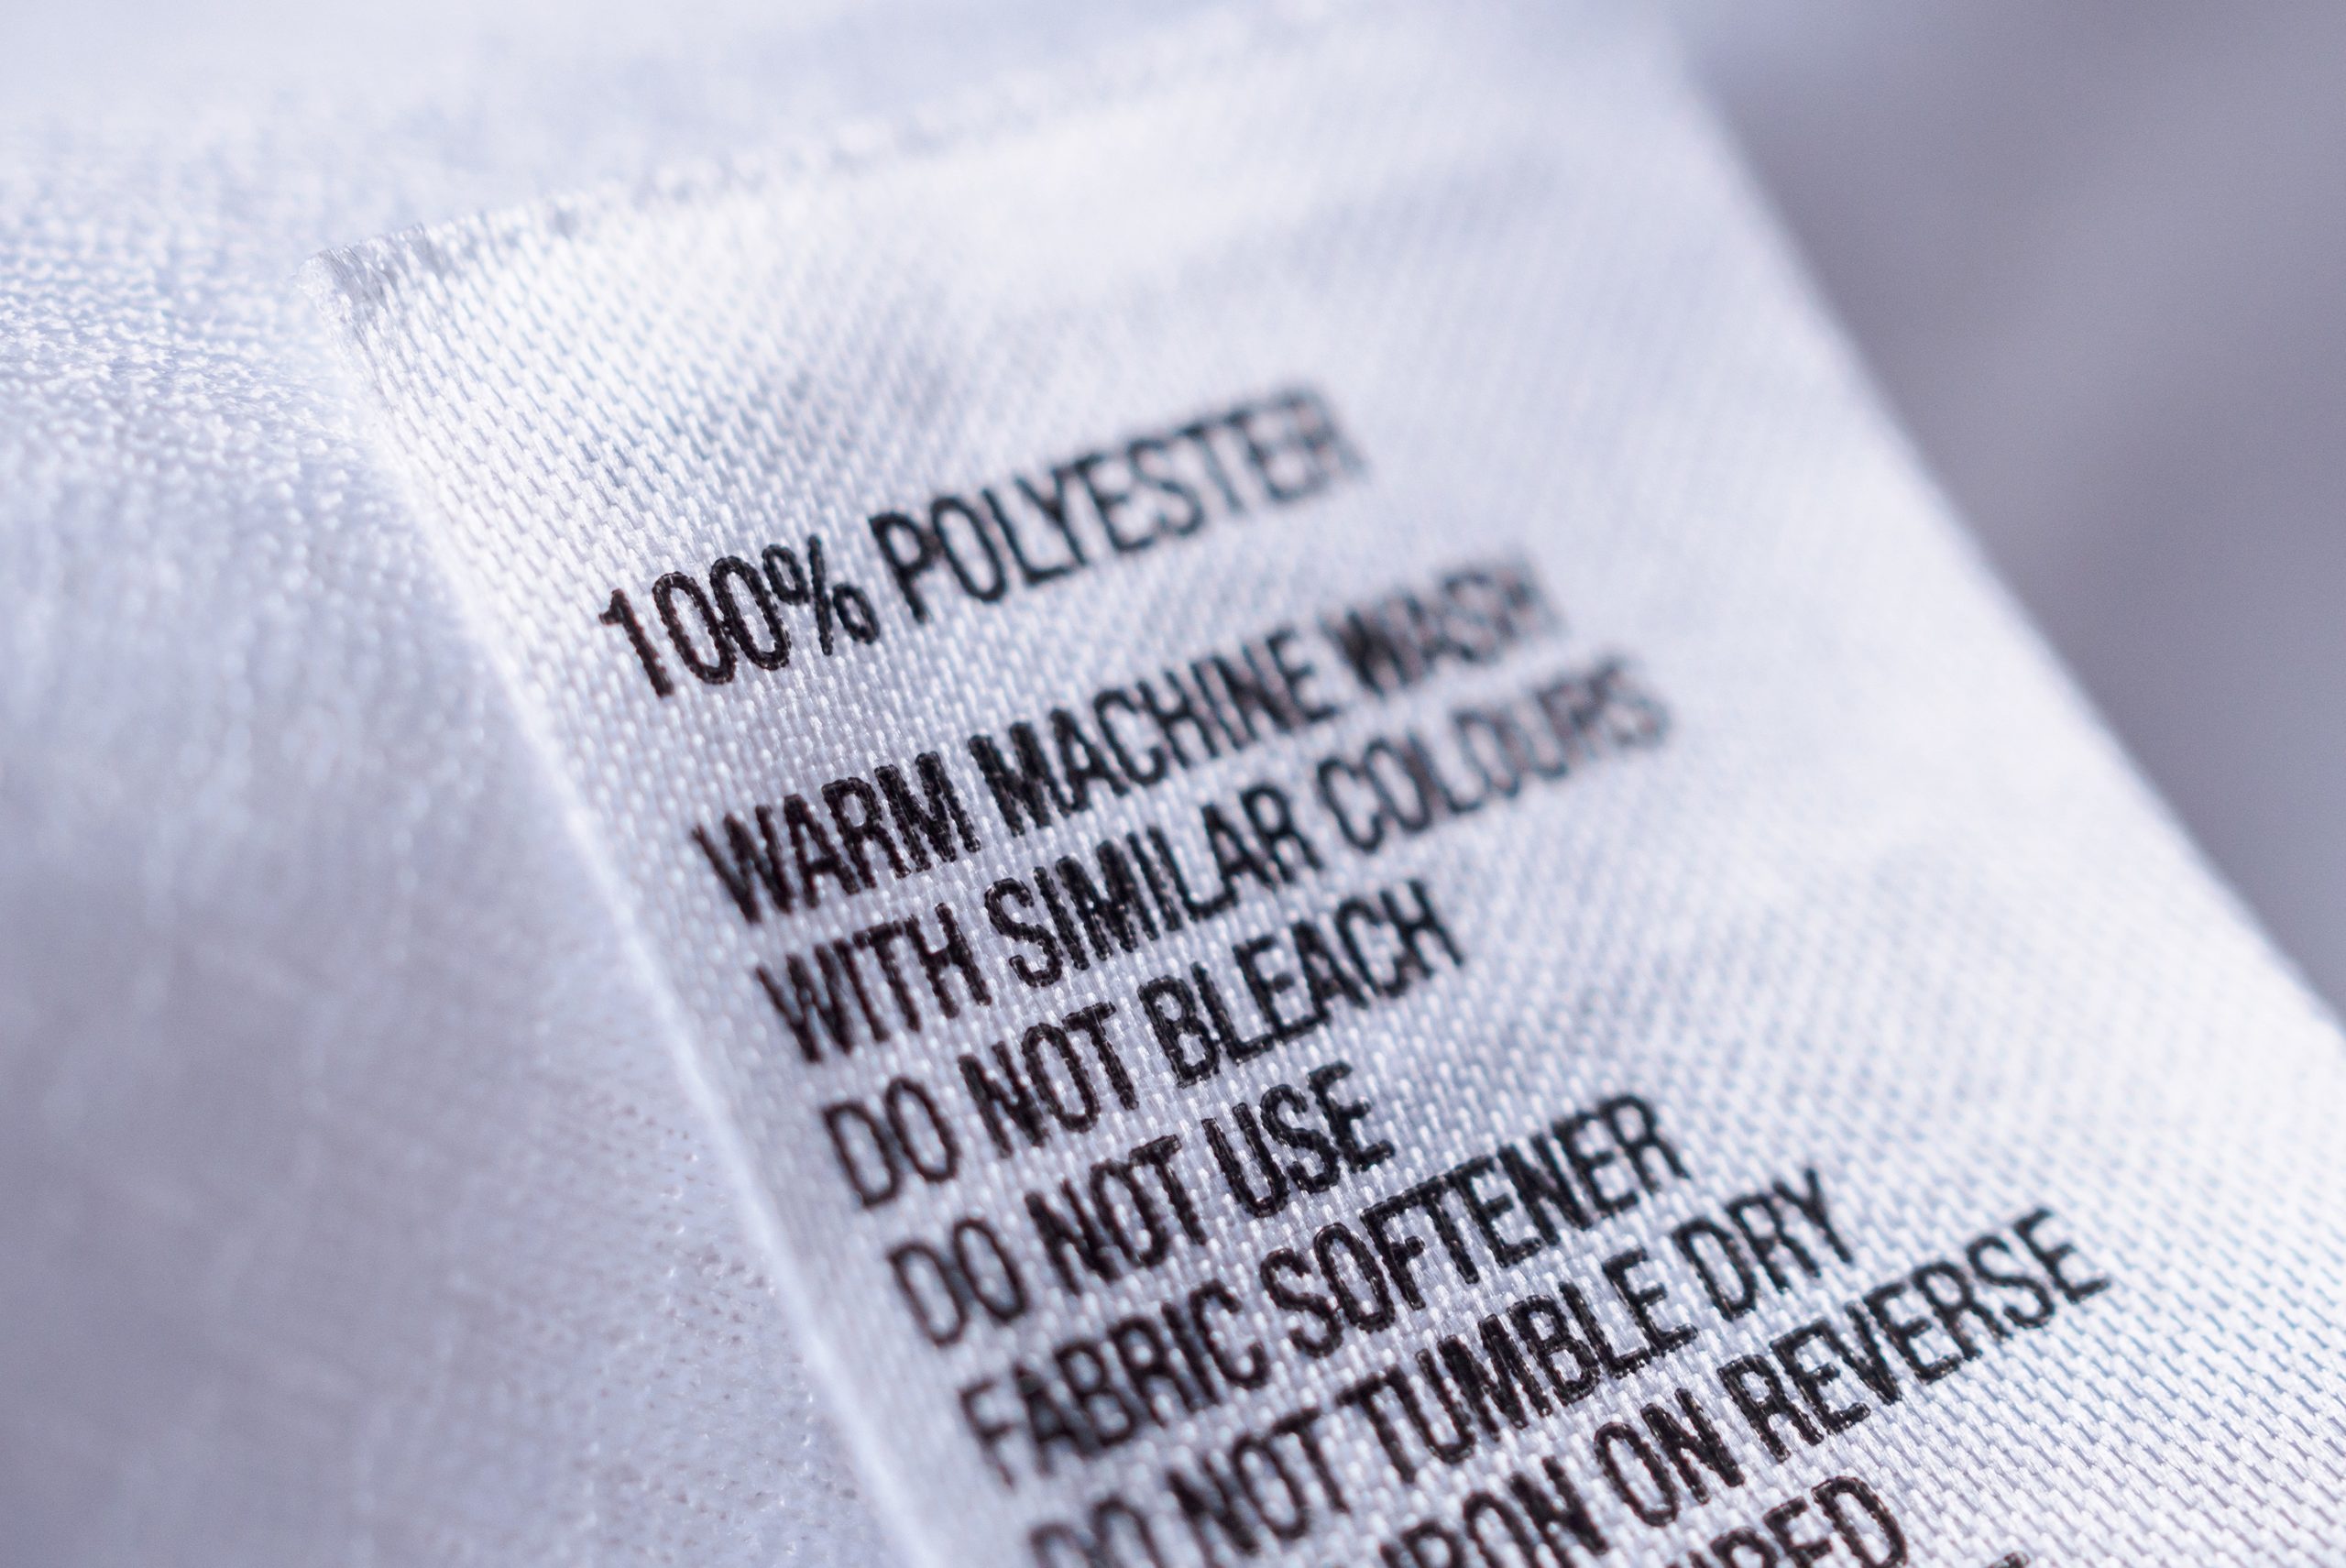 100% POLYESTER
WARM MACHINE WASH
WITH SIMILAR COLOURS
DO NOT BLEACH
DO NOT USE
FABRIC SOFTENER
DO NOT TUMBLE DRY
IRON ON REVERSE